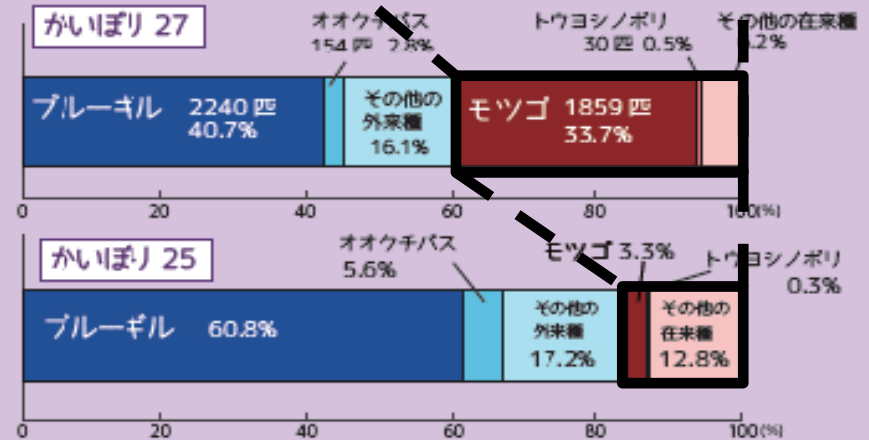 かいぼり 27
オオクチバス
154 匹 2.8%
トウヨシノボリ
30 匹 0.5%
その他の在来種
6.2%
ブルーギル 2240 匹
40.7%
その他の
外来種
16.1%
モツゴ 1859 匹
33.7%
0 20 40 60 80 100(%)
かいぼり 25
オオクチバス
5.6%
モツゴ 3.3%
トウヨシノボリ
0.3%
ブルーギル 60.8%
その他の
外来種
17.2%
その他の
在来種
12.8%
0 20 40 60 80 100(%)